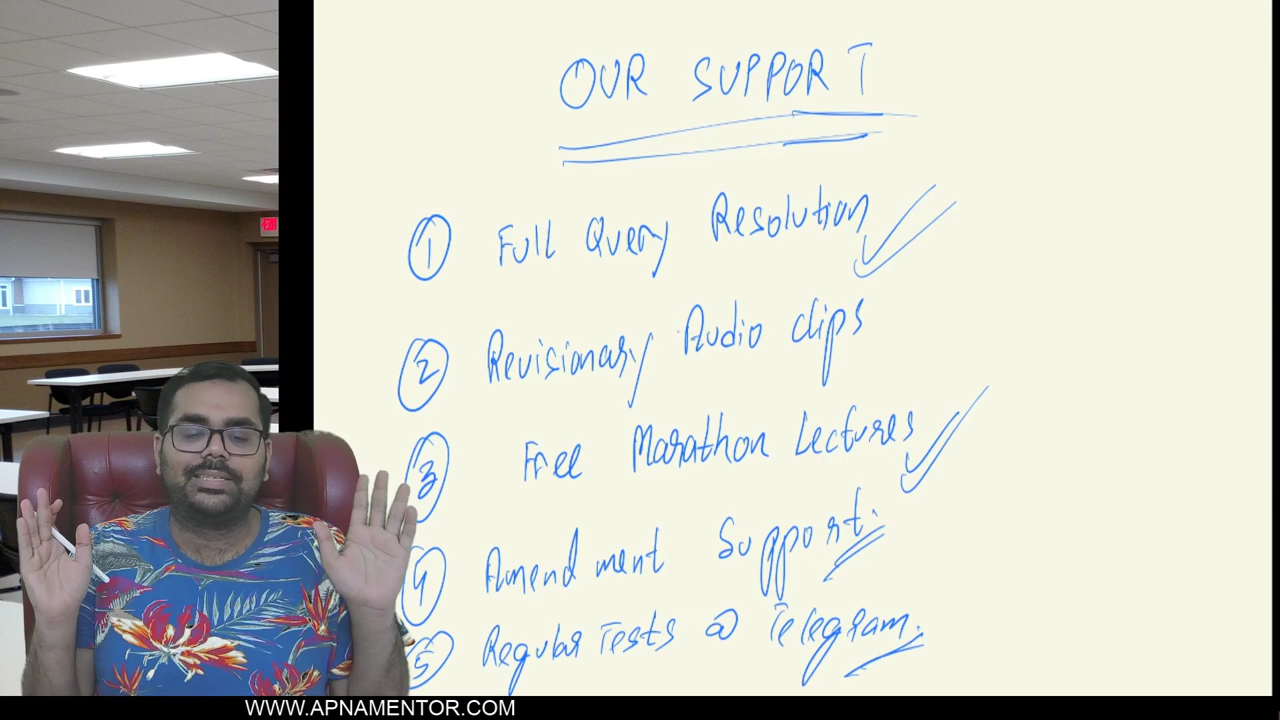 OUR SUPPORT
1 Full Query Resolution
2 Revisionary Audio clips
3 Free Marathon Lectures
4 Amendment Support.
5 Regular Tests @ Telegram.
WWW.APNAMENTOR.COM